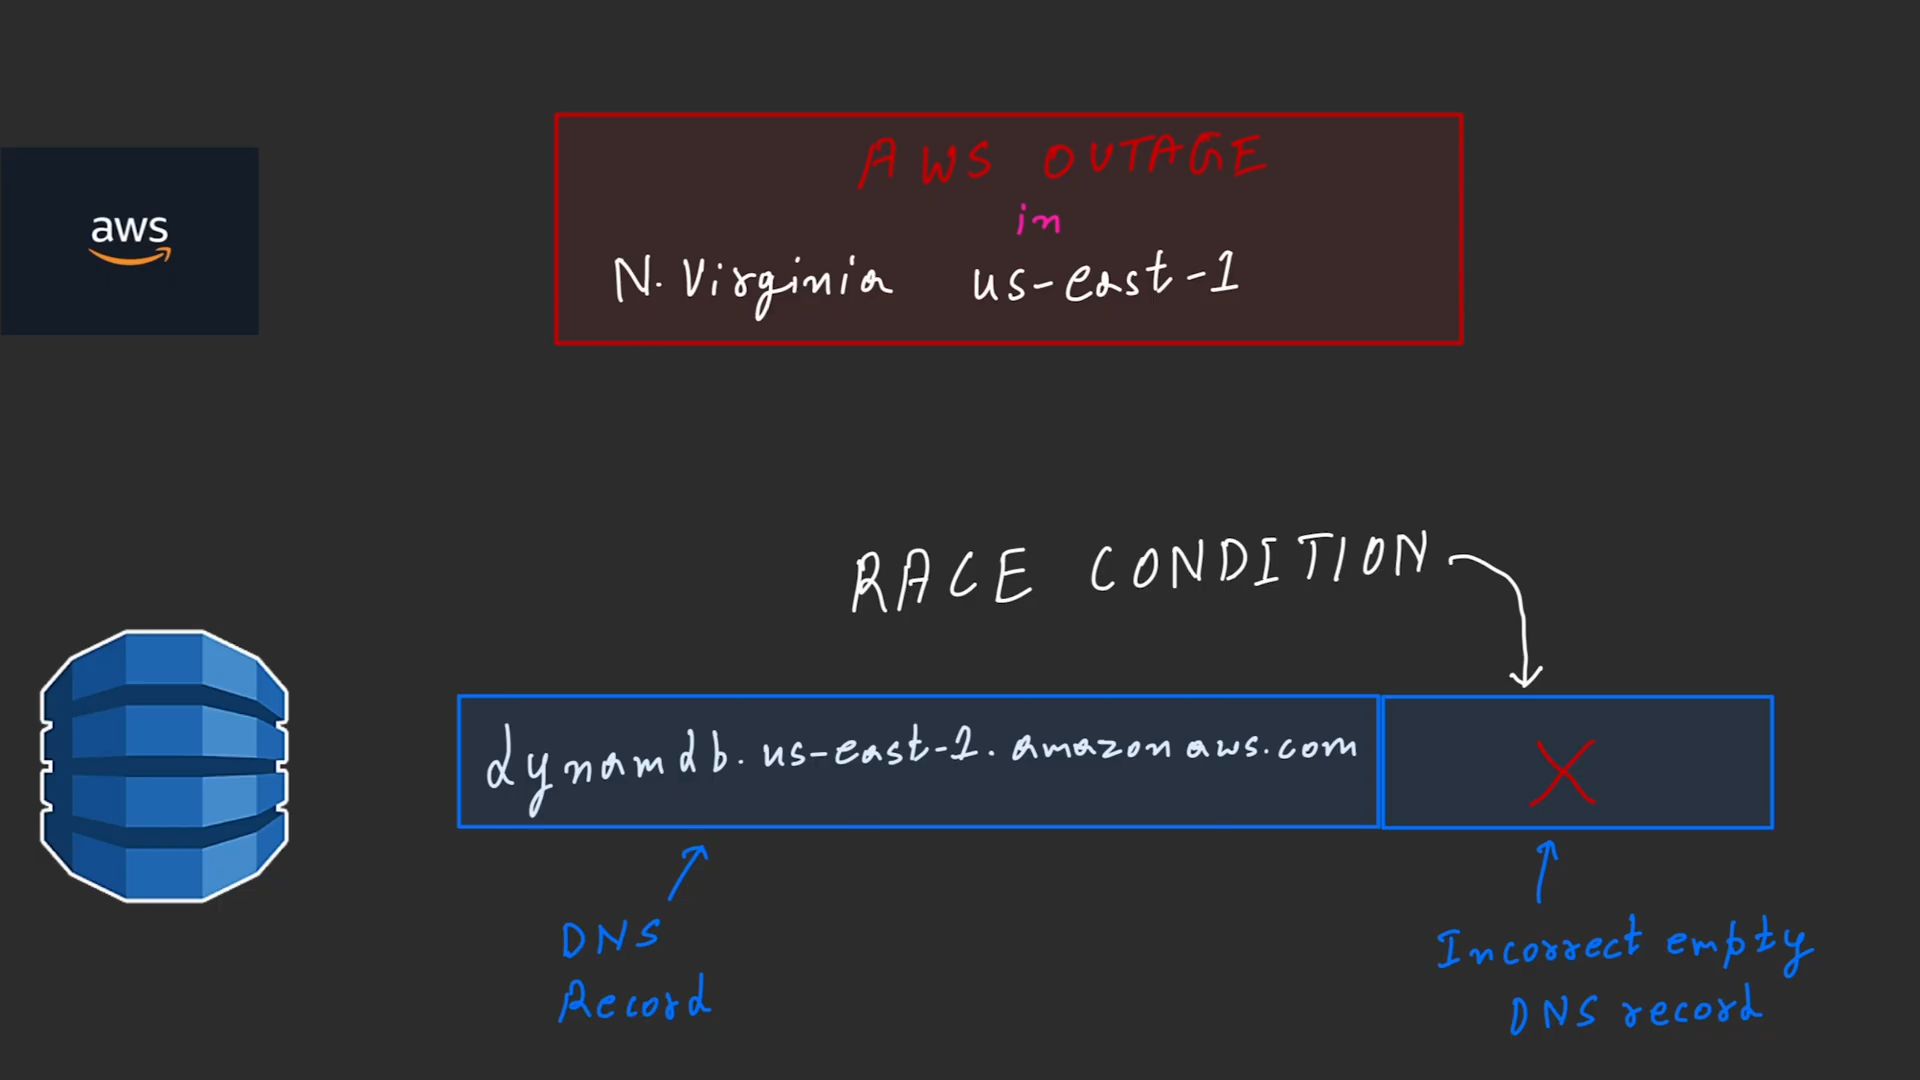 aws
AWS OUTAGE
in
N. Virginia us-east-1
RACE CONDITION
dynamdb.us-east-1.amazonaws.com
X
DNS
Record
Incorrect empty
DNS record